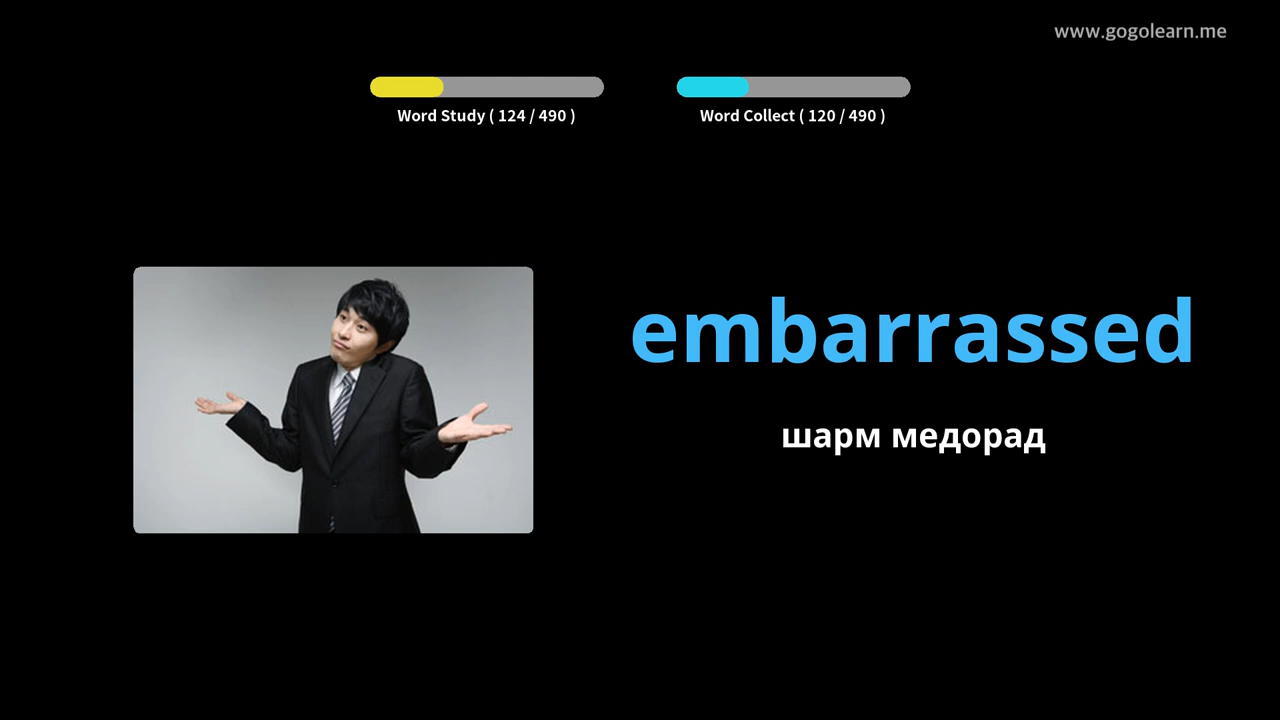 www.gogolearn.me
Word Study ( 124 / 490 )
Word Collect ( 120 / 490 )
embarrassed
шарм медорад